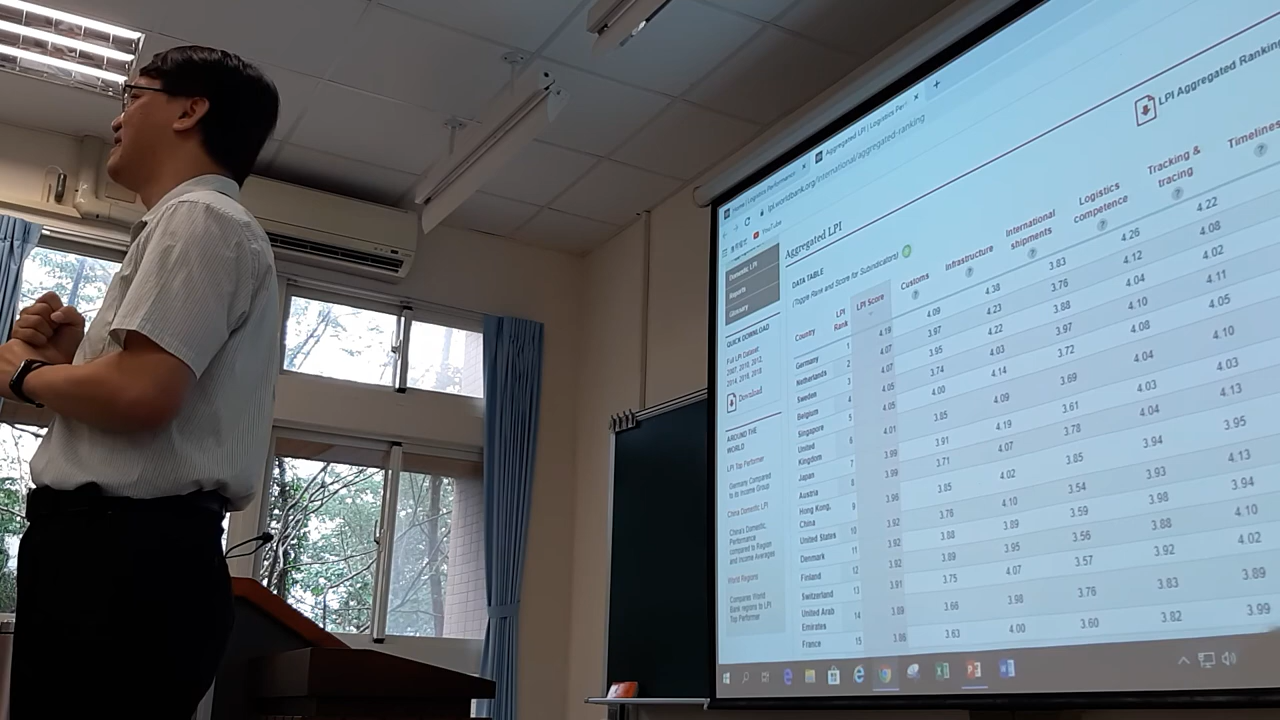 Home | Logistics Performance
Aggregated LPI | Logistics Per
lpi.worldbank.org/international/aggregated-ranking
YouTube
Domestic LPI
Reports
Glossary
QUICK DOWNLOAD
Full LPI Dataset:
2007, 2010, 2012,
2014, 2016, 2018
Download
AROUND THE
WORLD
LPI Top Performer
Germany Compared
to its Income Group
China Domestic LPI
China's Domestic
Performance
compared to Region
and Income Averages
World Regions
Compares World
Bank regions to LPI
Top Performer
Aggregated LPI
LPI Aggregated Ranking
DATA TABLE
(Toggle Rank and Score for Subindicators)
Country LPI Rank LPI Score Customs Infrastructure International shipments Logistics competence Tracking & tracing Timelines
Germany 1 4.19 4.09 4.38 3.83 4.26 4.22
Netherlands 2 4.07 3.97 4.23 3.76 4.12 4.08
Sweden 3 4.07 3.95 4.22 3.88 4.04 4.02
Belgium 4 4.05 3.74 4.03 3.97 4.10 4.11
Singapore 5 4.05 4.00 4.14 3.72 4.08 4.05
United Kingdom 6 4.01 3.85 4.09 3.69 4.04 4.10
Japan 7 3.99 3.91 4.19 3.61 4.03 4.03
Austria 8 3.99 3.71 4.07 3.78 4.04 4.13
Hong Kong, China 9 3.96 3.85 4.02 3.85 3.94 3.95
United States 10 3.92 3.76 4.10 3.54 3.93 4.13
Denmark 11 3.92 3.88 3.89 3.59 3.98 3.94
Finland 12 3.92 3.89 3.95 3.56 3.88 4.10
Switzerland 13 3.91 3.75 4.07 3.57 3.92 4.02
United Arab Emirates 14 3.89 3.66 3.98 3.76 3.83 3.89
France 15 3.86 3.63 4.00 3.60 3.82 3.99